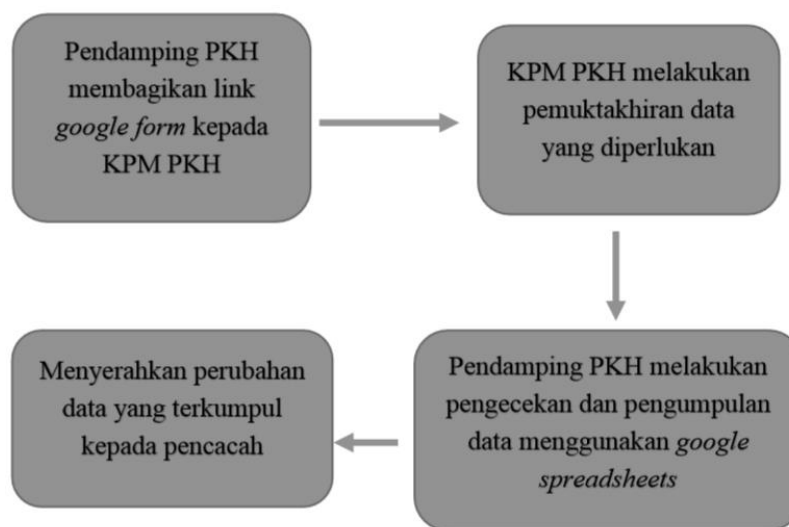 Pendamping PKH
membagikan link
google form kepada
KPM PKH
KPM PKH melakukan
pemuktakhiran data
yang diperlukan
Pendamping PKH melakukan
pengecekan dan pengumpulan
data menggunakan google
spreadsheets
Menyerahkan perubahan
data yang terkumpul
kepada pencacah